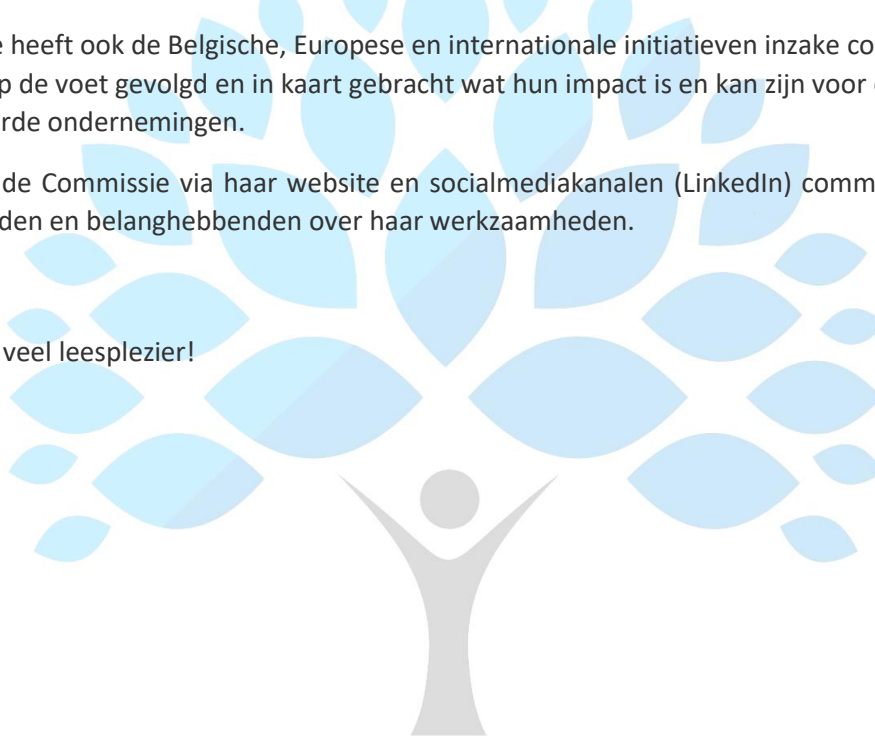 e heeft ook de Belgische, Europese en internationale initiatieven inzake co
p de voet gevolgd en in kaart gebracht wat hun impact is en kan zijn voor
rde ondernemingen.
de Commissie via haar website en socialmediakanalen (LinkedIn) comm
den en belanghebbenden over haar werkzaamheden.
veel leesplezier!